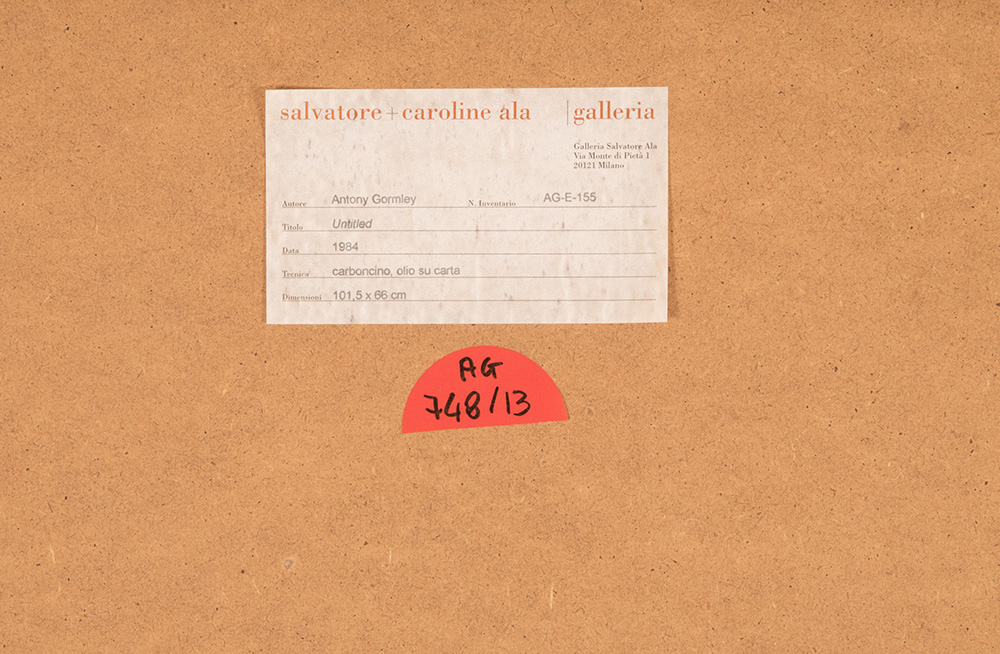 salvatore+caroline ala | galleria
Galleria Salvatore Ala
Via Monte di Pietà 1
20121 Milano
Autore Antony Gormley N. Inventario AG-E-155
Titolo Untitled
Data 1984
Tecnica carboncino, olio su carta
Dimensioni 101,5 x 66 cm
AG
748/13